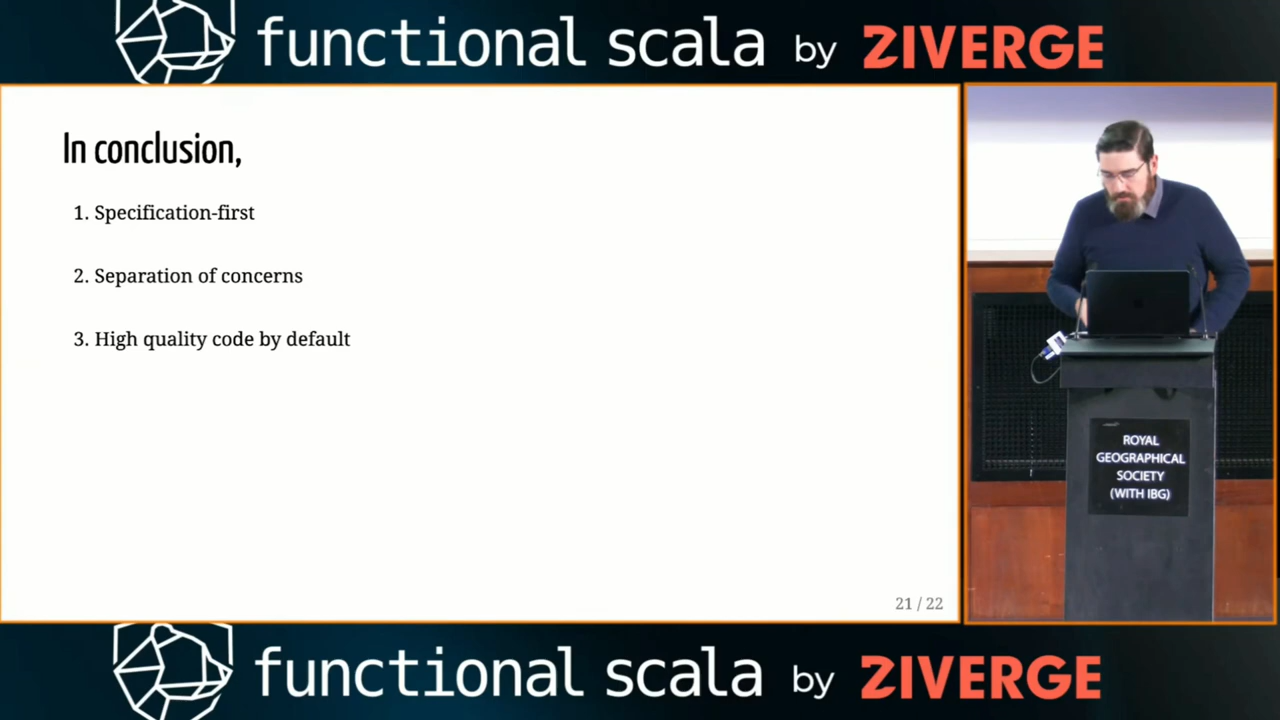 functional scala by ZIVERGE
In conclusion,
1. Specification-first
2. Separation of concerns
3. High quality code by default
21 / 22
ROYAL
GEOGRAPHICAL
SOCIETY
(WITH IBG)
functional scala by ZIVERGE